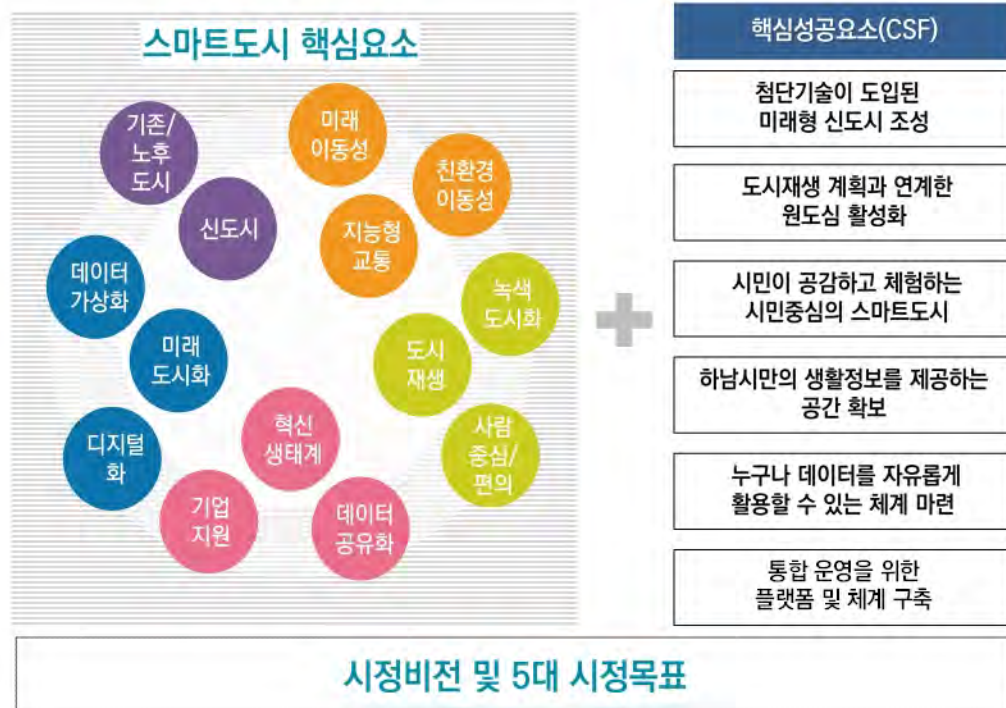 스마트도시 핵심요소
기존/
노후
도시
신도시
미래
이동성
친환경
이동성
지능형
교통
데이터
가상화
미래
도시화
디지털
화
녹색
도시화
도시
재생
사람
중심/
편의
혁신
생태계
기업
지원
데이터
공유화
핵심성공요소(CSF)
첨단기술이 도입된
미래형 신도시 조성
도시재생 계획과 연계한
원도심 활성화
시민이 공감하고 체험하는
시민중심의 스마트도시
하남시만의 생활정보를 제공하는
공간 확보
누구나 데이터를 자유롭게
활용할 수 있는 체계 마련
통합 운영을 위한
플랫폼 및 체계 구축
시정비전 및 5대 시정목표